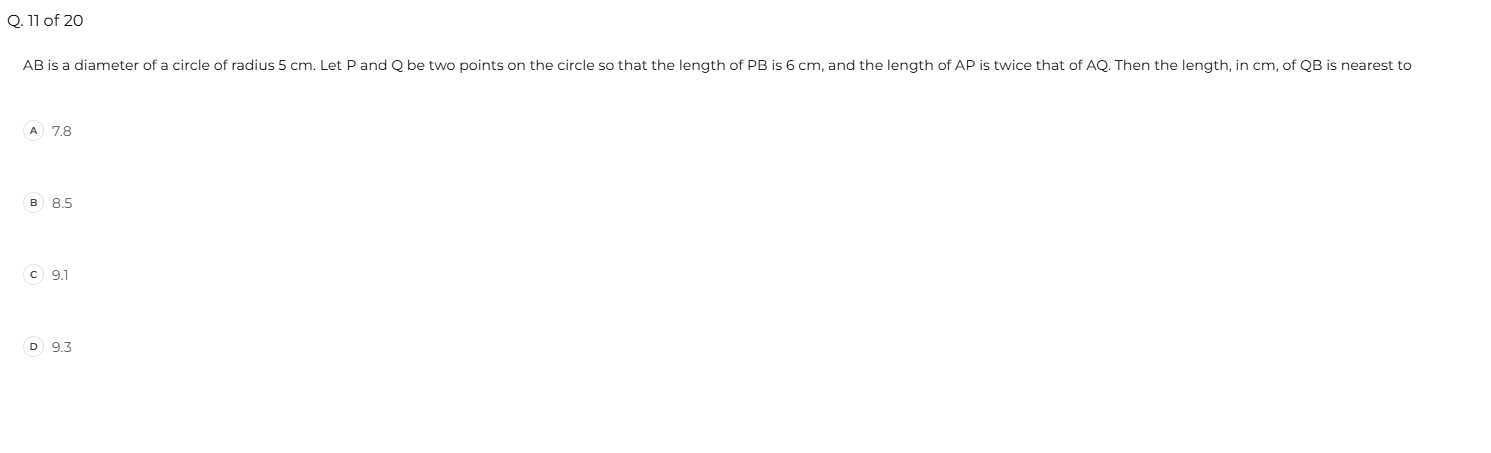 Q. 11 of 20
AB is a diameter of a circle of radius 5 cm. Let P and Q be two points on the circle so that the length of PB is 6 cm, and the length of AP is twice that of AQ. Then the length, in cm, of QB is nearest to
A 7.8
B 8.5
C 9.1
D 9.3